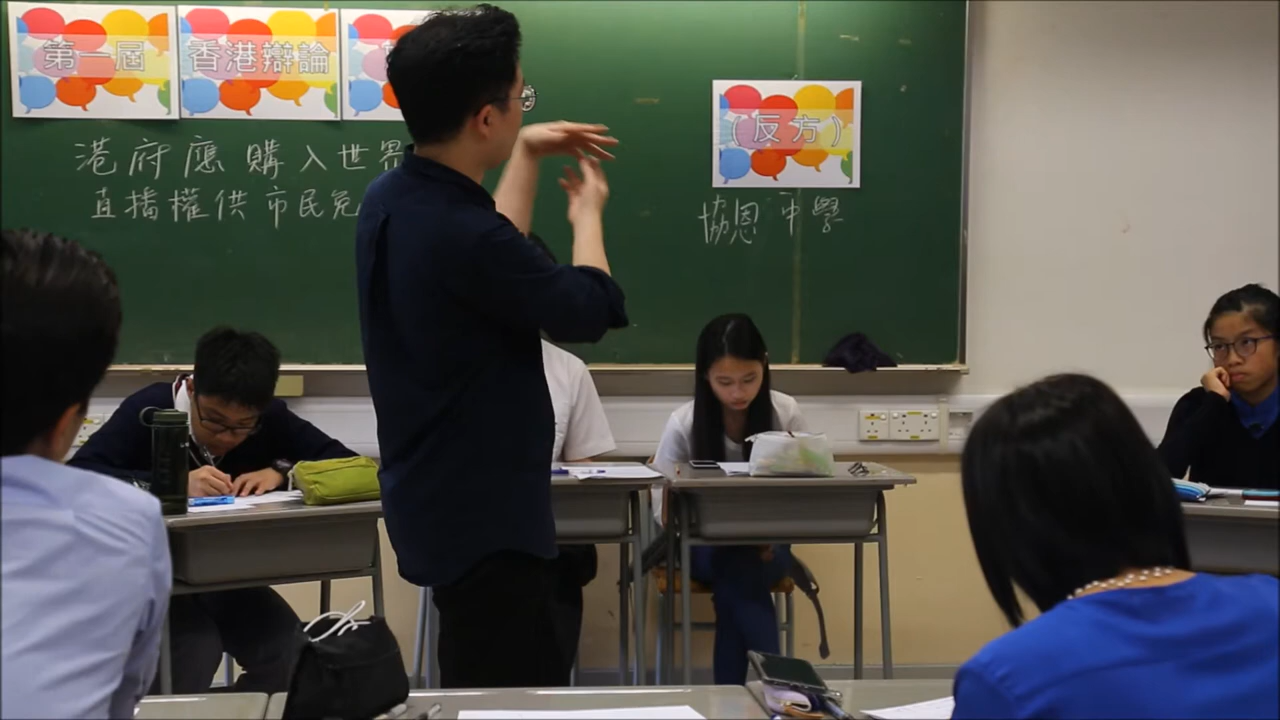 第一屆
香港辯論
(反方)
港府應購入世界
直播權供市民免
協恩中學